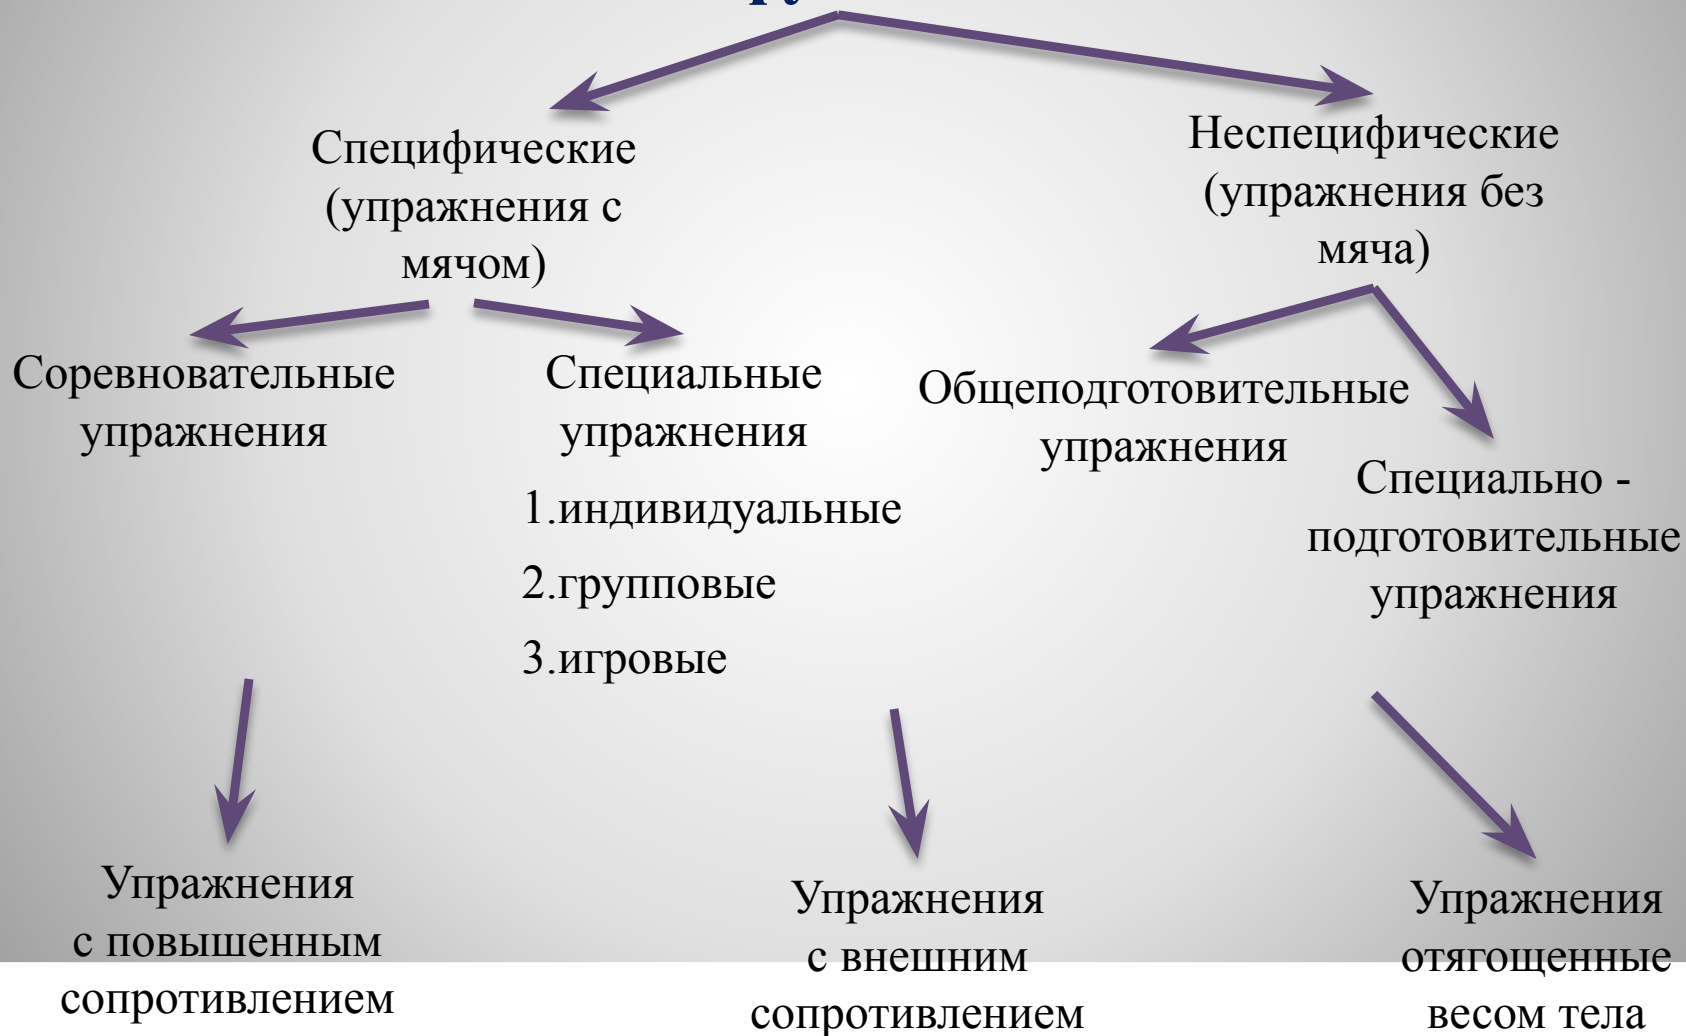 Специфические
(упражнения с
мячом)
Неспецифические
(упражнения без
мяча)
Соревновательные
упражнения
Специальные
упражнения
1.индивидуальные
2.групповые
3.игровые
Общеподготовительные
упражнения
Специально -
подготовительные
упражнения
Упражнения
с повышенным
сопротивлением
Упражнения
с внешним
сопротивлением
Упражнения
отягощенные
весом тела